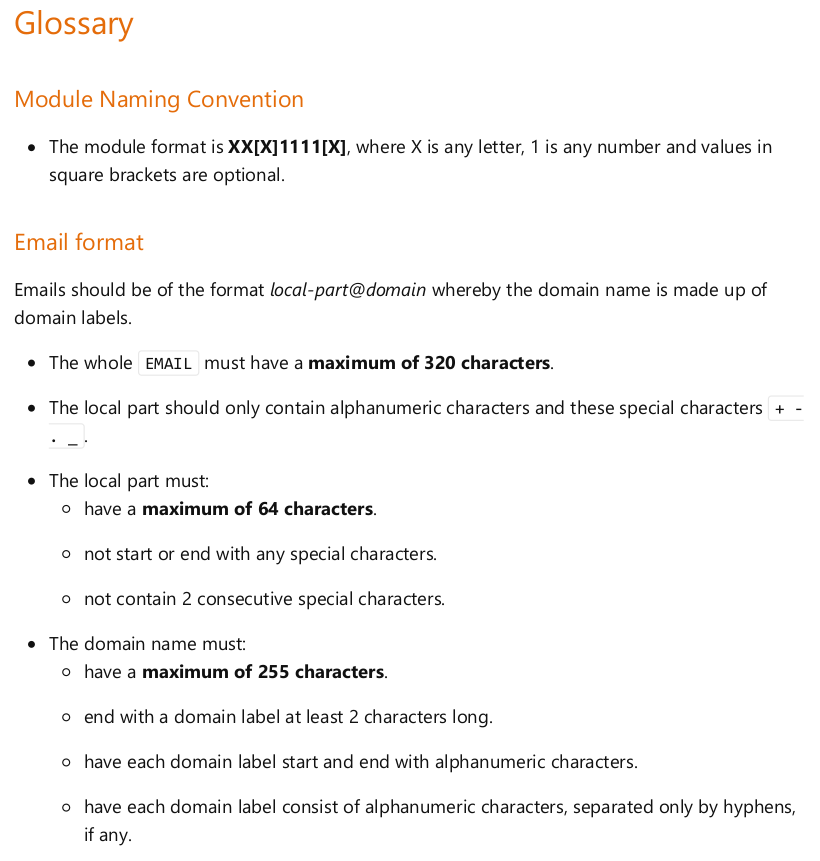 Glossary
Module Naming Convention
• The module format is XX[X]1111[X], where X is any letter, 1 is any number and values in
square brackets are optional.
Email format
Emails should be of the format local-part@domain whereby the domain name is made up of
domain labels.
• The whole EMAIL must have a maximum of 320 characters.
• The local part should only contain alphanumeric characters and these special characters + -
. _.
• The local part must:
◦ have a maximum of 64 characters.
◦ not start or end with any special characters.
◦ not contain 2 consecutive special characters.
• The domain name must:
◦ have a maximum of 255 characters.
◦ end with a domain label at least 2 characters long.
◦ have each domain label start and end with alphanumeric characters.
◦ have each domain label consist of alphanumeric characters, separated only by hyphens,
if any.